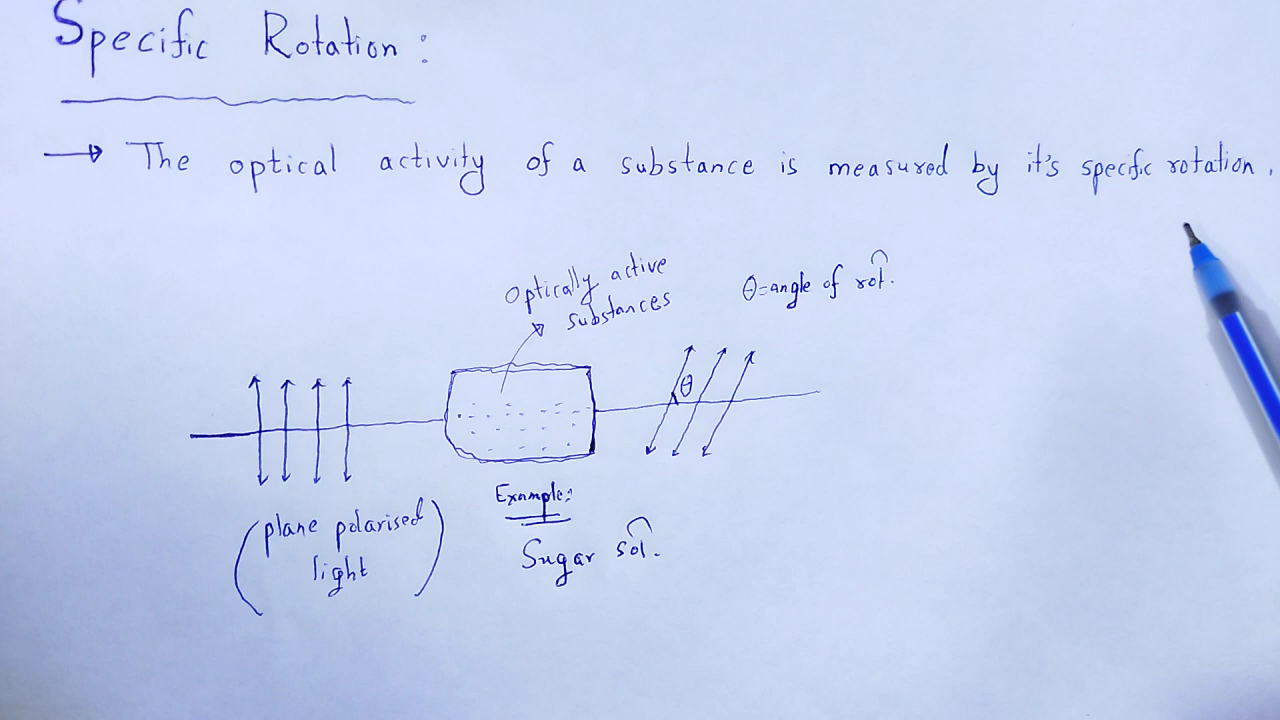 Specific Rotation:
→ The optical activity of a substance is measured by it's specific rotation.
Optically active
substances
θ=angle of rot.
θ
(plane polarised
light)
Example:
Sugar sol.